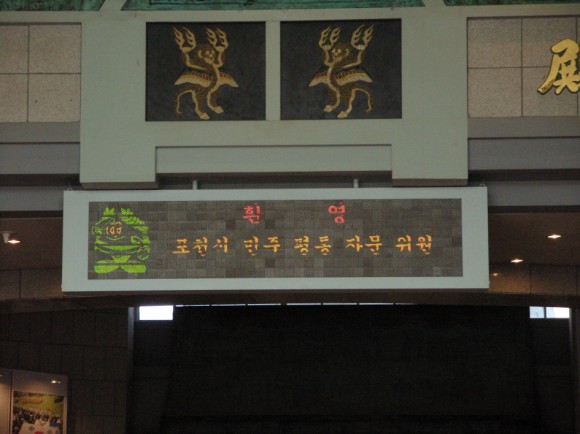 展
환 영
포천시 민주 평통 자문 위원